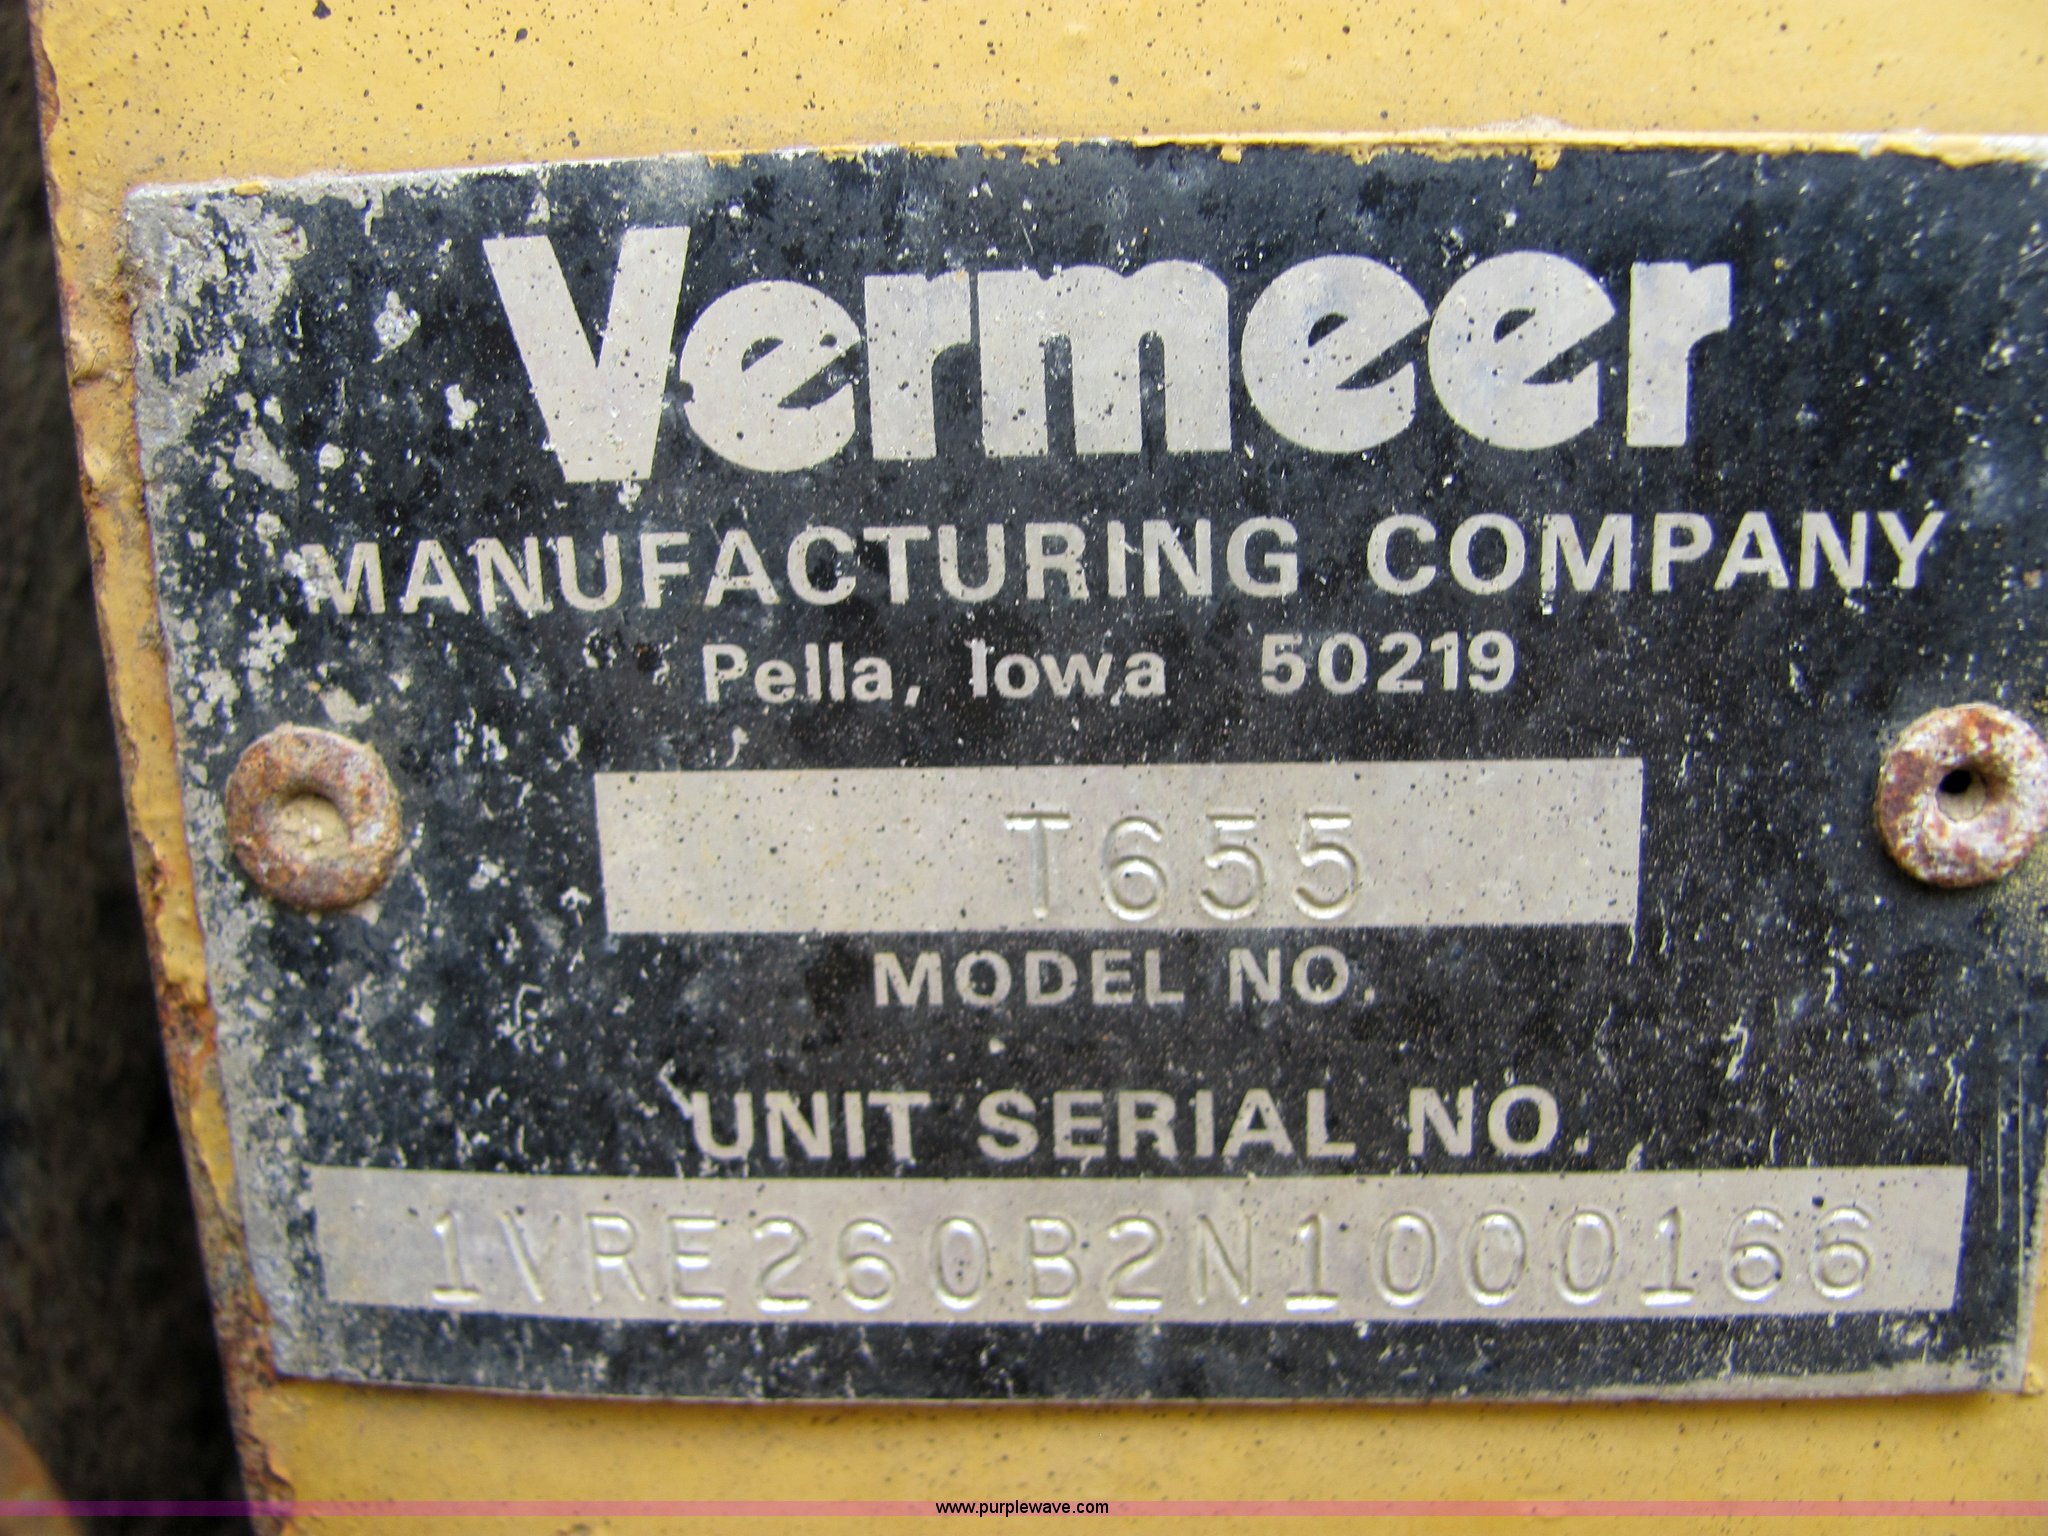 Vermeer
MANUFACTURING COMPANY
Pella, Iowa 50219
T655
MODEL NO.
UNIT SERIAL NO.
1VRE260B2N1000166
www.purplewave.com